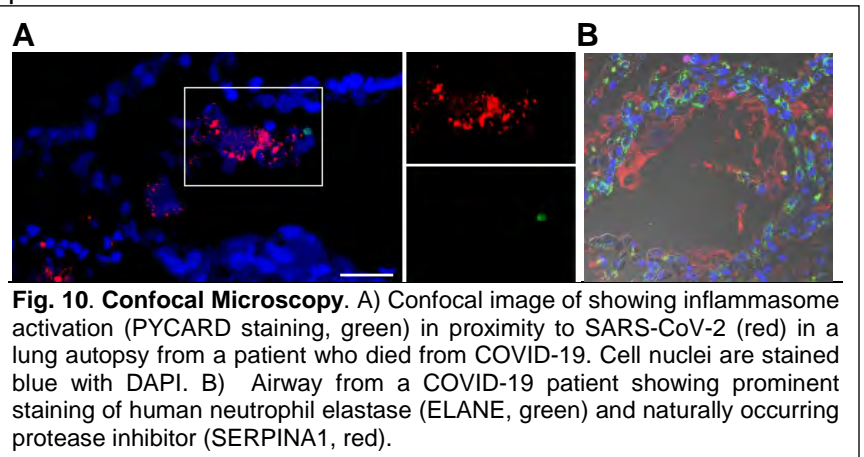 A
B
Fig. 10. Confocal Microscopy. A) Confocal image of showing inflammasome
activation (PYCARD staining, green) in proximity to SARS-CoV-2 (red) in a
lung autopsy from a patient who died from COVID-19. Cell nuclei are stained
blue with DAPI. B) Airway from a COVID-19 patient showing prominent
staining of human neutrophil elastase (ELANE, green) and naturally occurring
protease inhibitor (SERPINA1, red).